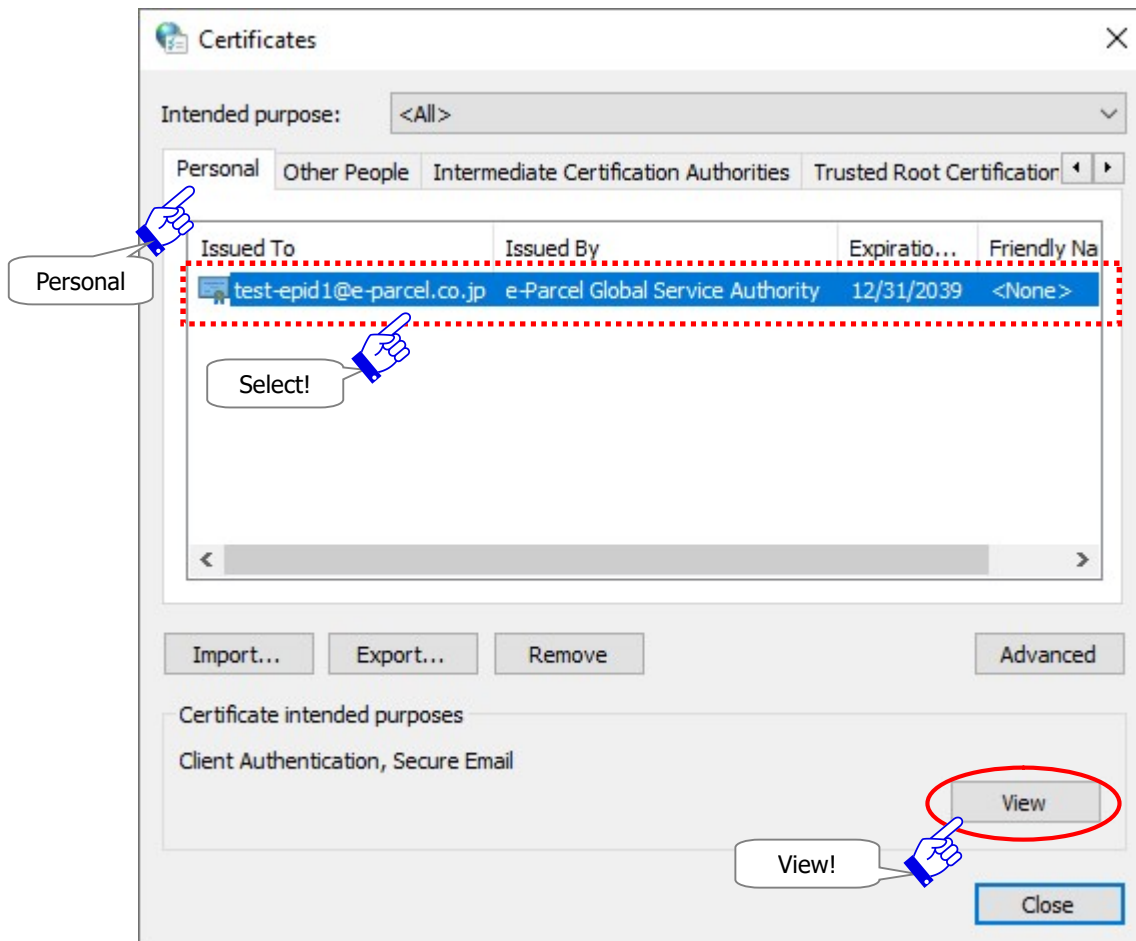 Certificates
Intended purpose: <All>
Personal Other People Intermediate Certification Authorities Trusted Root Certification
Issued To Issued By Expiratio... Friendly Na
Personal
test-epid1@e-parcel.co.jp e-Parcel Global Service Authority 12/31/2039 <None>
Select!
Import... Export... Remove Advanced
Certificate intended purposes
Client Authentication, Secure Email
View
View!
Close